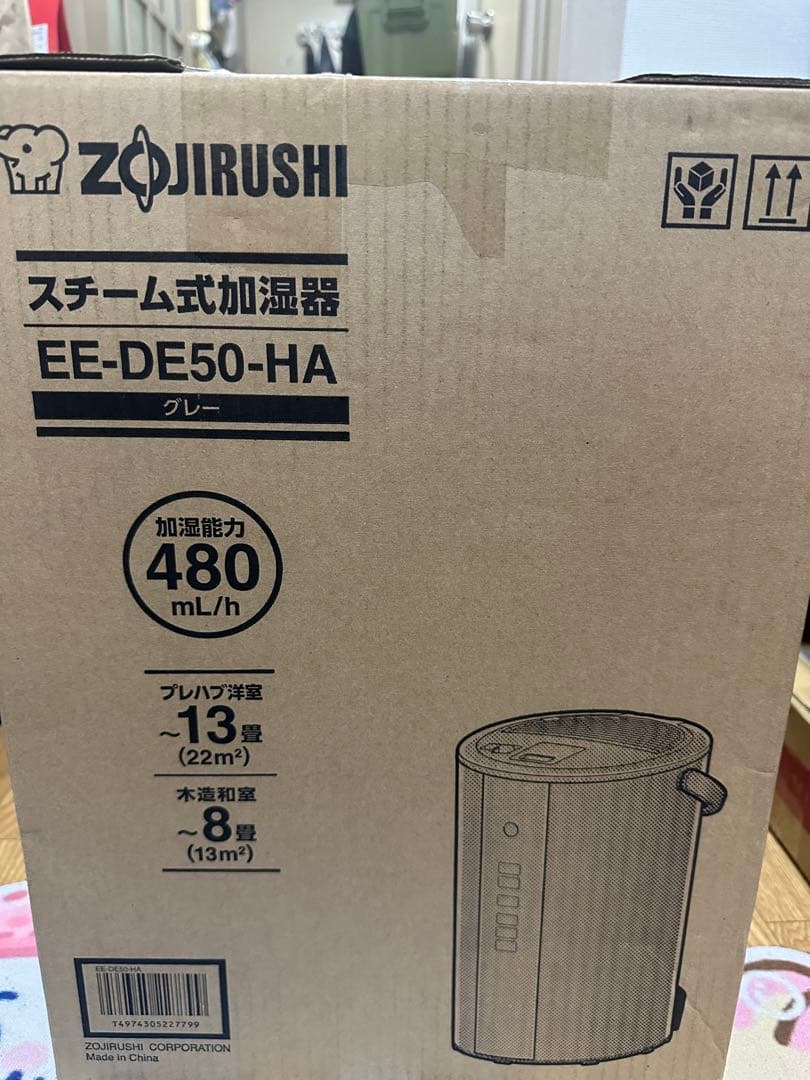 ZOJIRUSHI
スチーム式加湿器
EE-DE50-HA
グレー
加湿能力
480
mL/h
プレハブ洋室
～13畳
(22m²)
木造和室
～8畳
(13m²)
EE-DE50-HA
T4974305227799
ZOJIRUSHI CORPORATION
Made in China